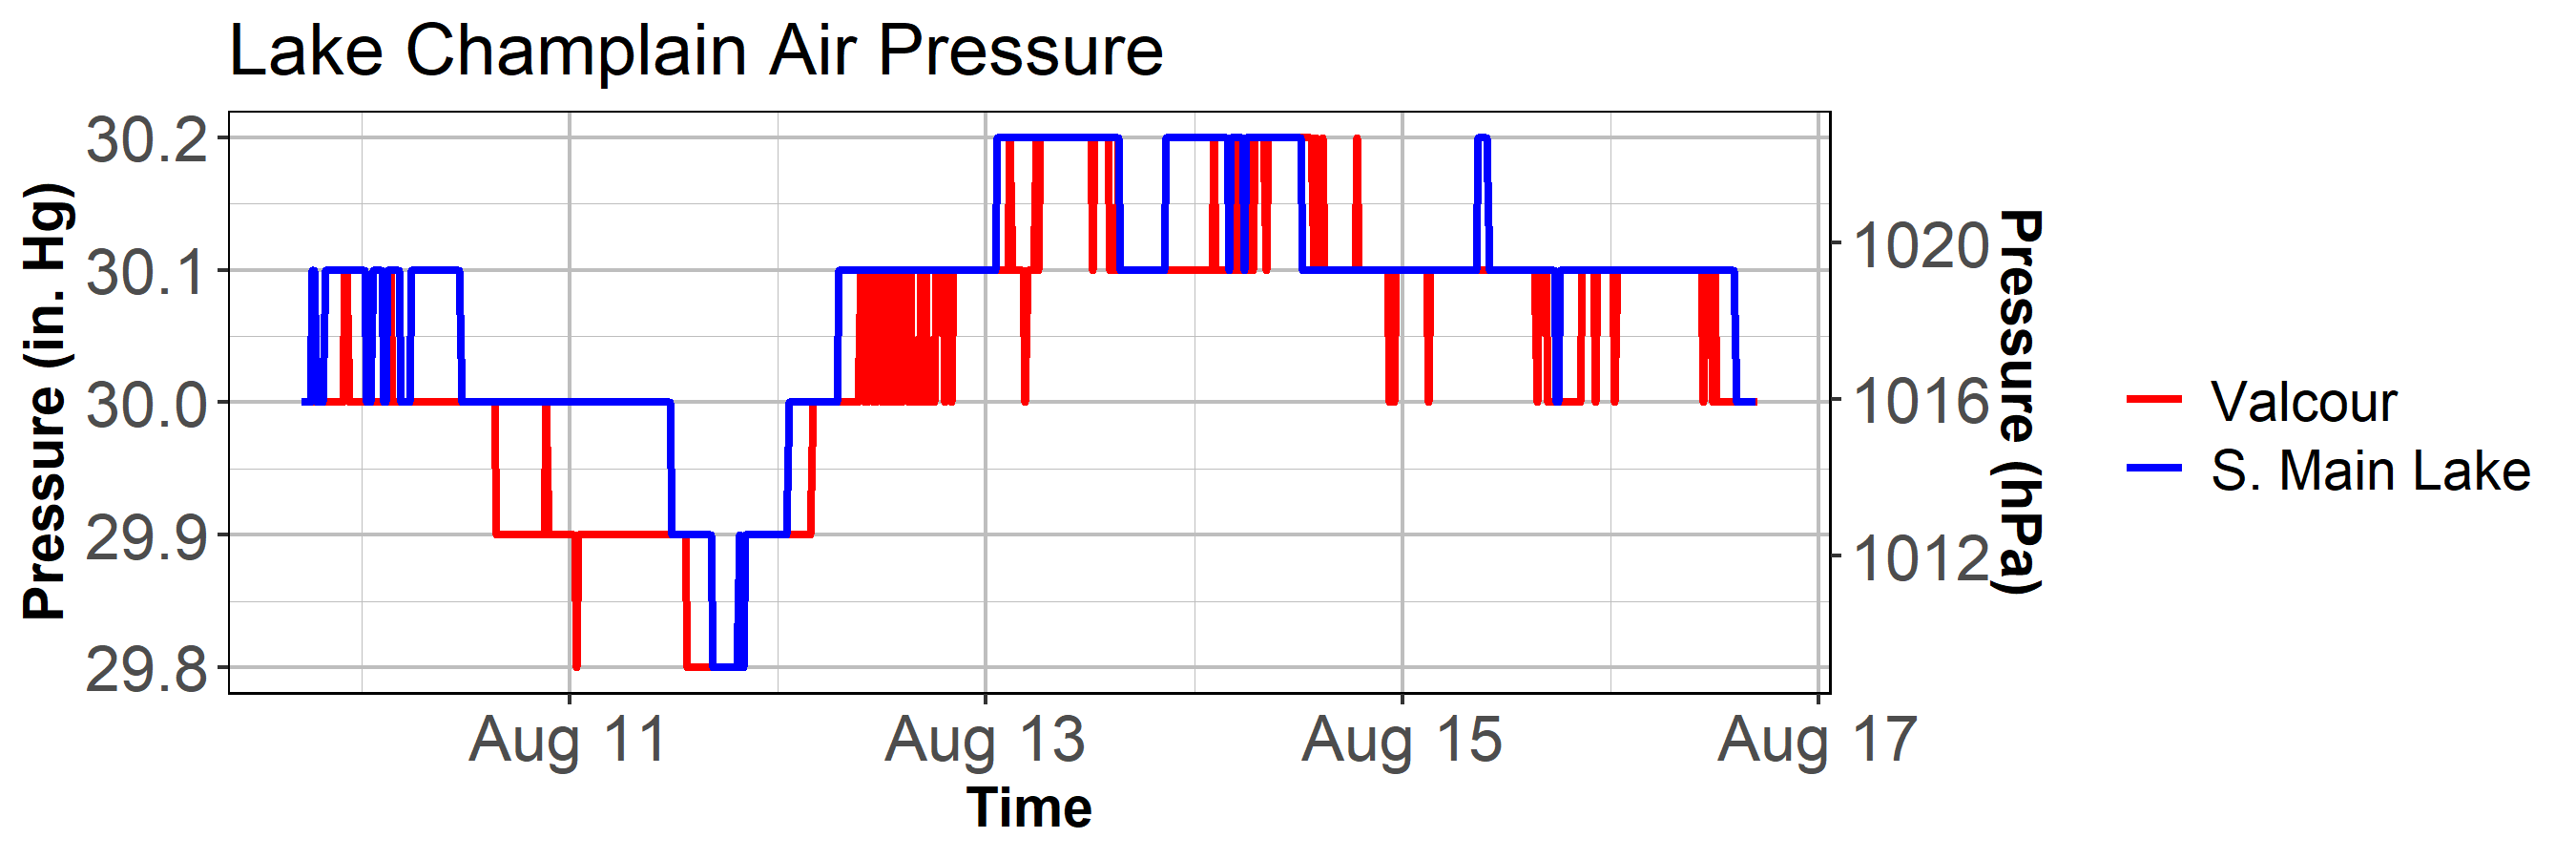 Lake Champlain Air Pressure
30.2
30.1
30.0
29.9
29.8
Pressure (in. Hg)
1020
1016
1012
Pressure (hPa)
Aug 11
Aug 13
Aug 15
Aug 17
Time
Valcour
S. Main Lake